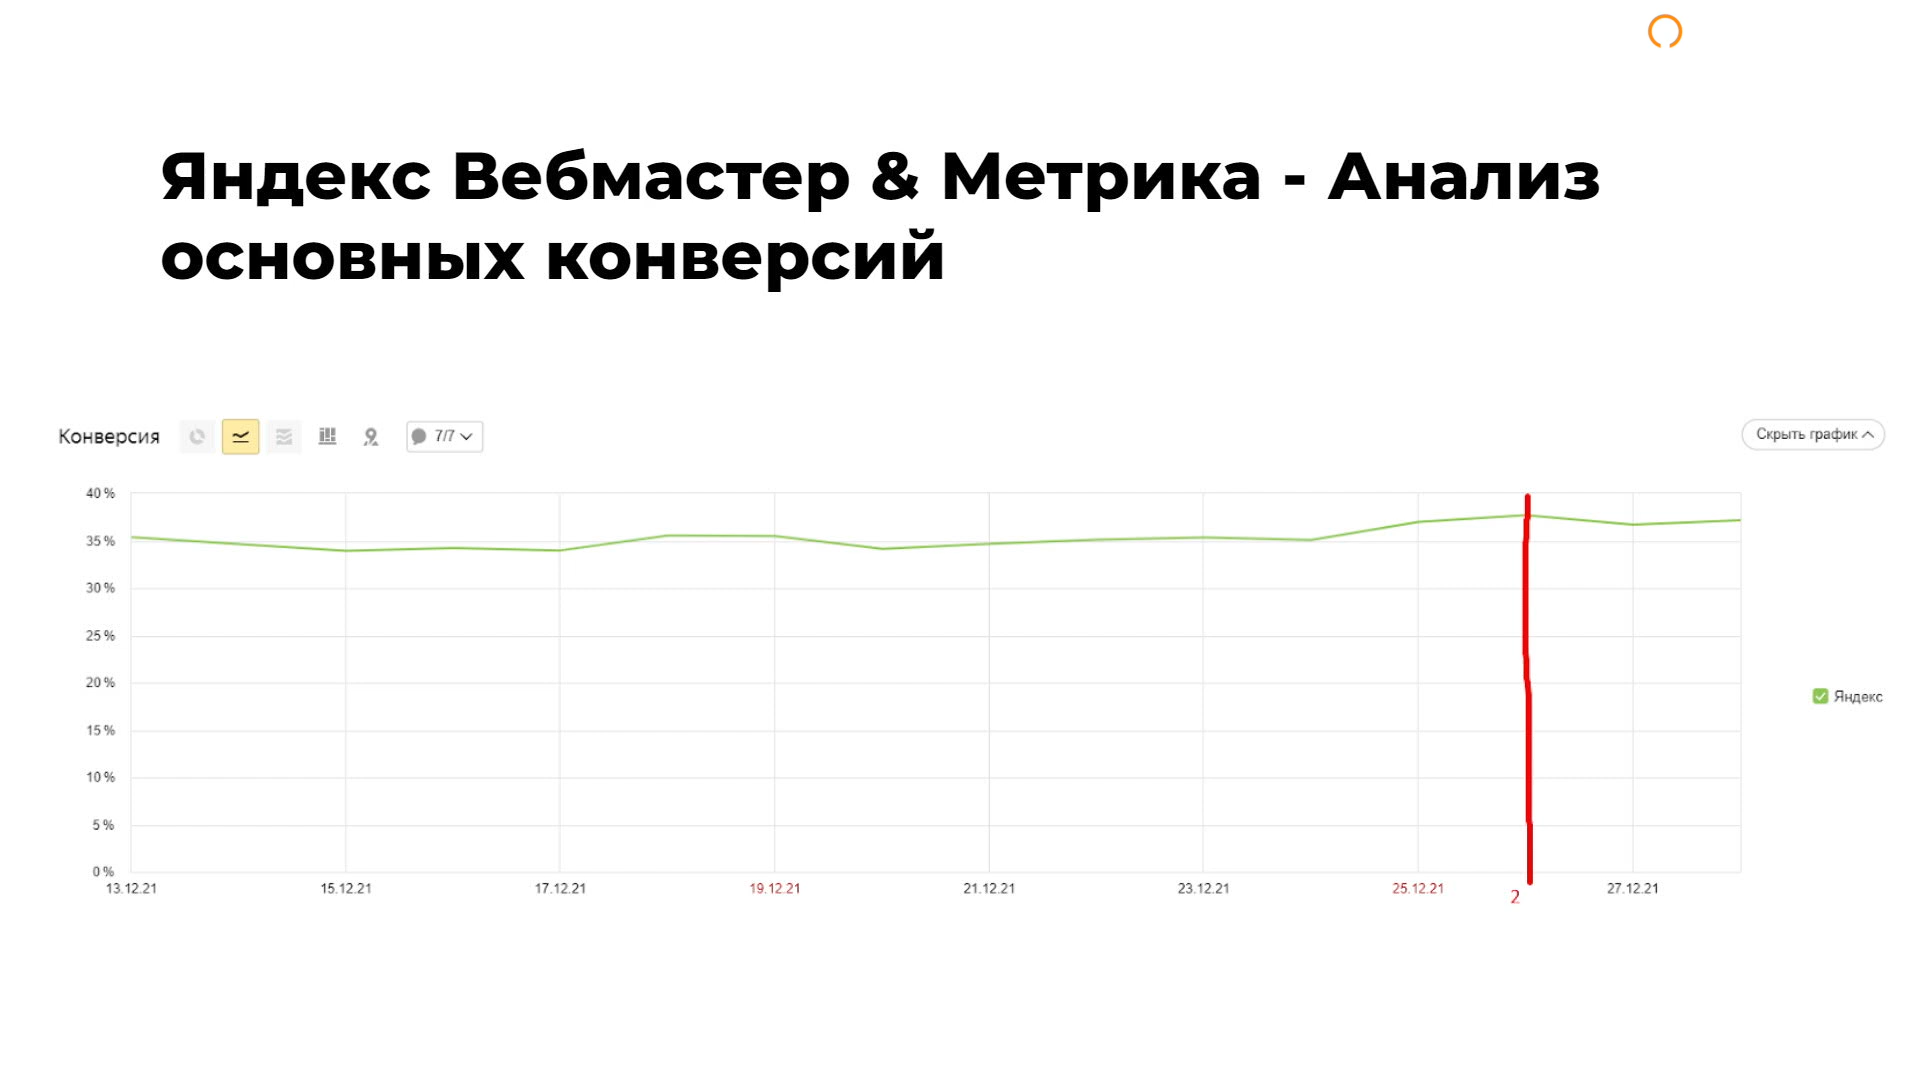 Яндекс Вебмастер & Метрика - Анализ
основных конверсий
Конверсия 7/7 Скрыть график
40 %
35 %
30 %
25 %
20 %
Яндекс
15 %
10 %
5 %
0 %
13.12.21 15.12.21 17.12.21 19.12.21 21.12.21 23.12.21 25.12.21 2 27.12.21